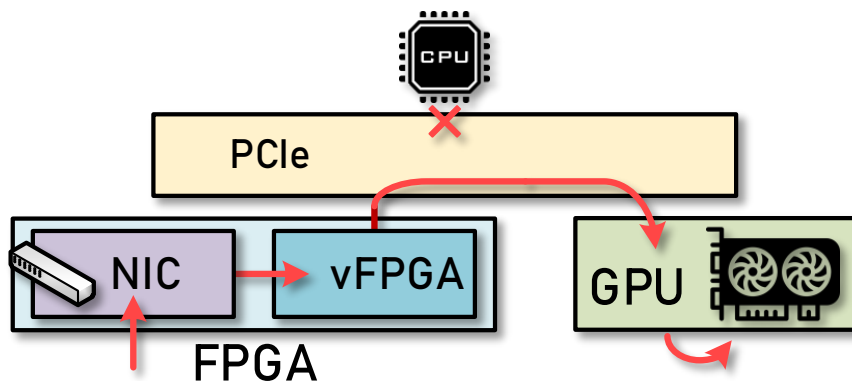 CPU
PCIe
NIC
vFPGA
GPU
FPGA